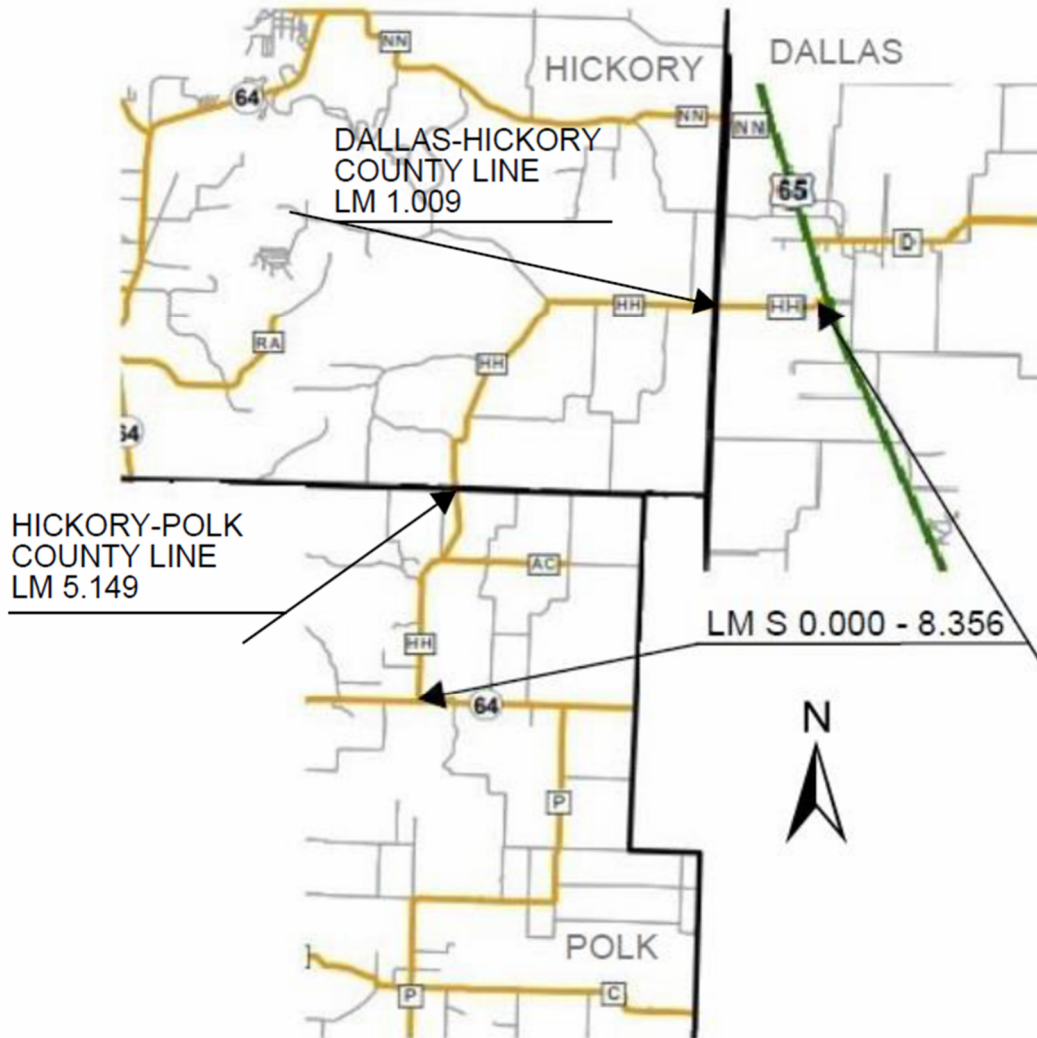 NN
HICKORY
DALLAS
64
NN
NN
DALLAS-HICKORY
COUNTY LINE
LM 1.009
65
D
HH
HH
RA
HH
64
HICKORY-POLK
COUNTY LINE
LM 5.149
AC
HH
LM S 0.000 - 8.356
64
N
P
POLK
P
C